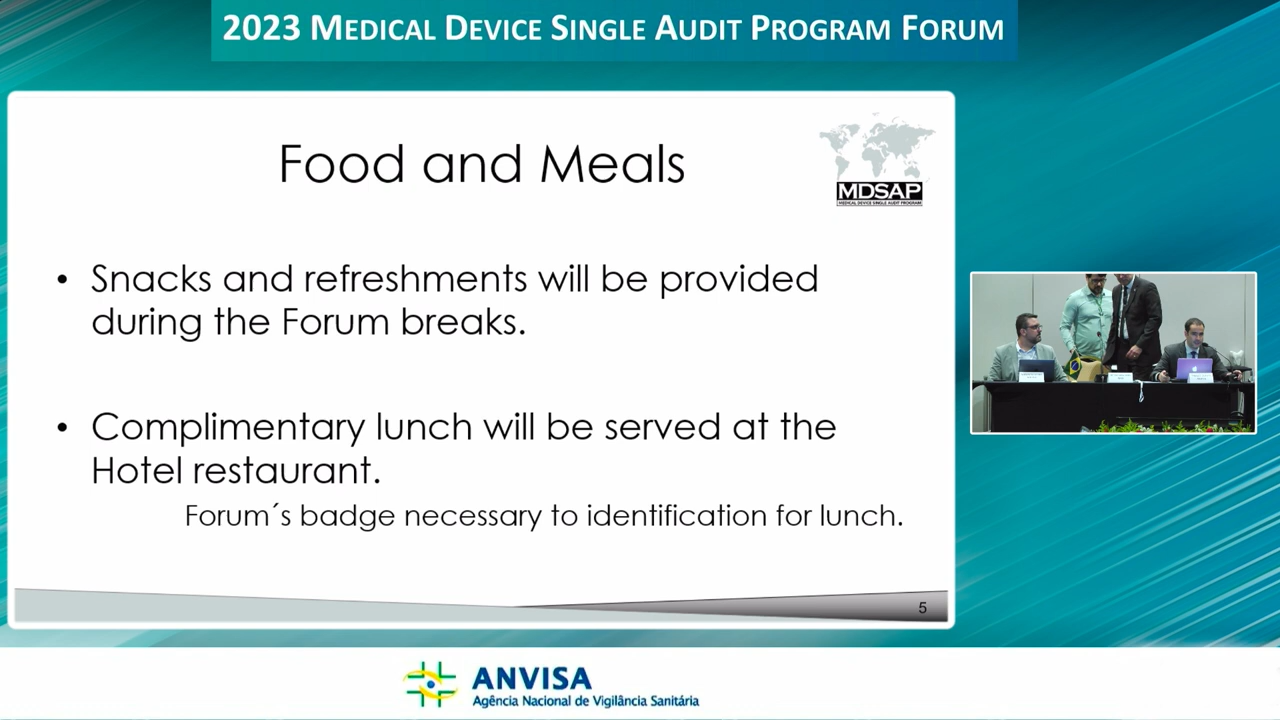 2023 MEDICAL DEVICE SINGLE AUDIT PROGRAM FORUM
Food and Meals
MDSAP
MEDICAL DEVICE SINGLE AUDIT PROGRAM
• Snacks and refreshments will be provided
during the Forum breaks.
• Complimentary lunch will be served at the
Hotel restaurant.
Forum´s badge necessary to identification for lunch.
5
ANVISA
Agência Nacional de Vigilância Sanitária